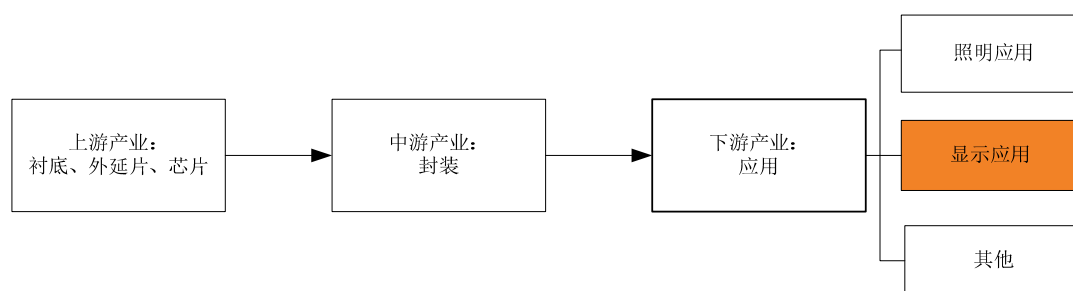 上游产业：
衬底、外延片、芯片
中游产业：
封装
下游产业：
应用
照明应用
显示应用
其他